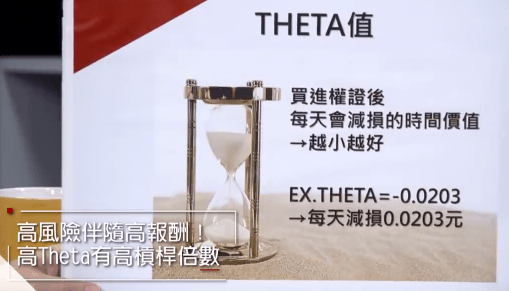 THETA值
買進權證後
每天會減損的時間價值
→越小越好
EX.THETA=-0.0203
→每天減損0.0203元
高風險伴隨高報酬！
高Theta有高槓桿倍數